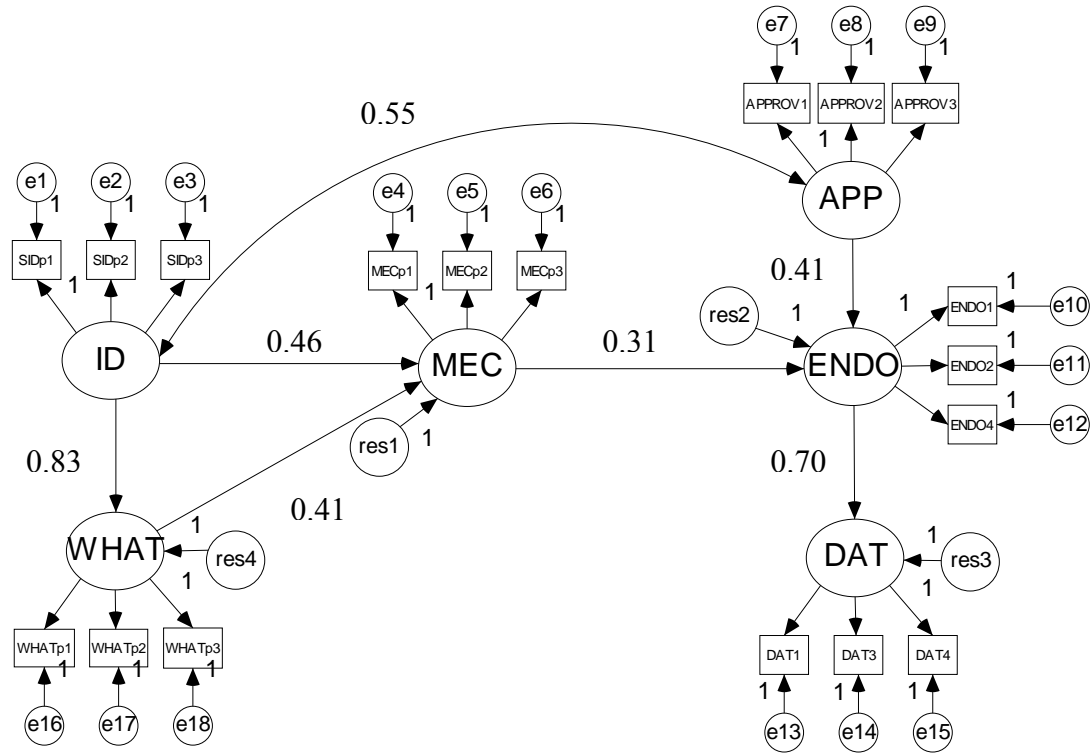 e7 e8 e9
1 1 1
APPROV1 APPROV2 APPROV3
0.55
1
e1 e2 e3
1 1 1
e4 e5 e6
1 1 1
APP
SIDp1 SIDp2 SIDp3
MECp1 MECp2 MECp3
1
1
0.41
res2 1
1 ENDO1 1 e10
ID
0.46
MEC
0.31
ENDO
ENDO2 1 e11
ENDO4 1 e12
res1 1
0.83
0.41
0.70
WHAT
1 res4
1
DAT
1 res3
1
WHATp1 WHATp2 WHATp3
1 1 1
DAT1 DAT3 DAT4
1 1 1
e16 e17 e18
e13 e14 e15